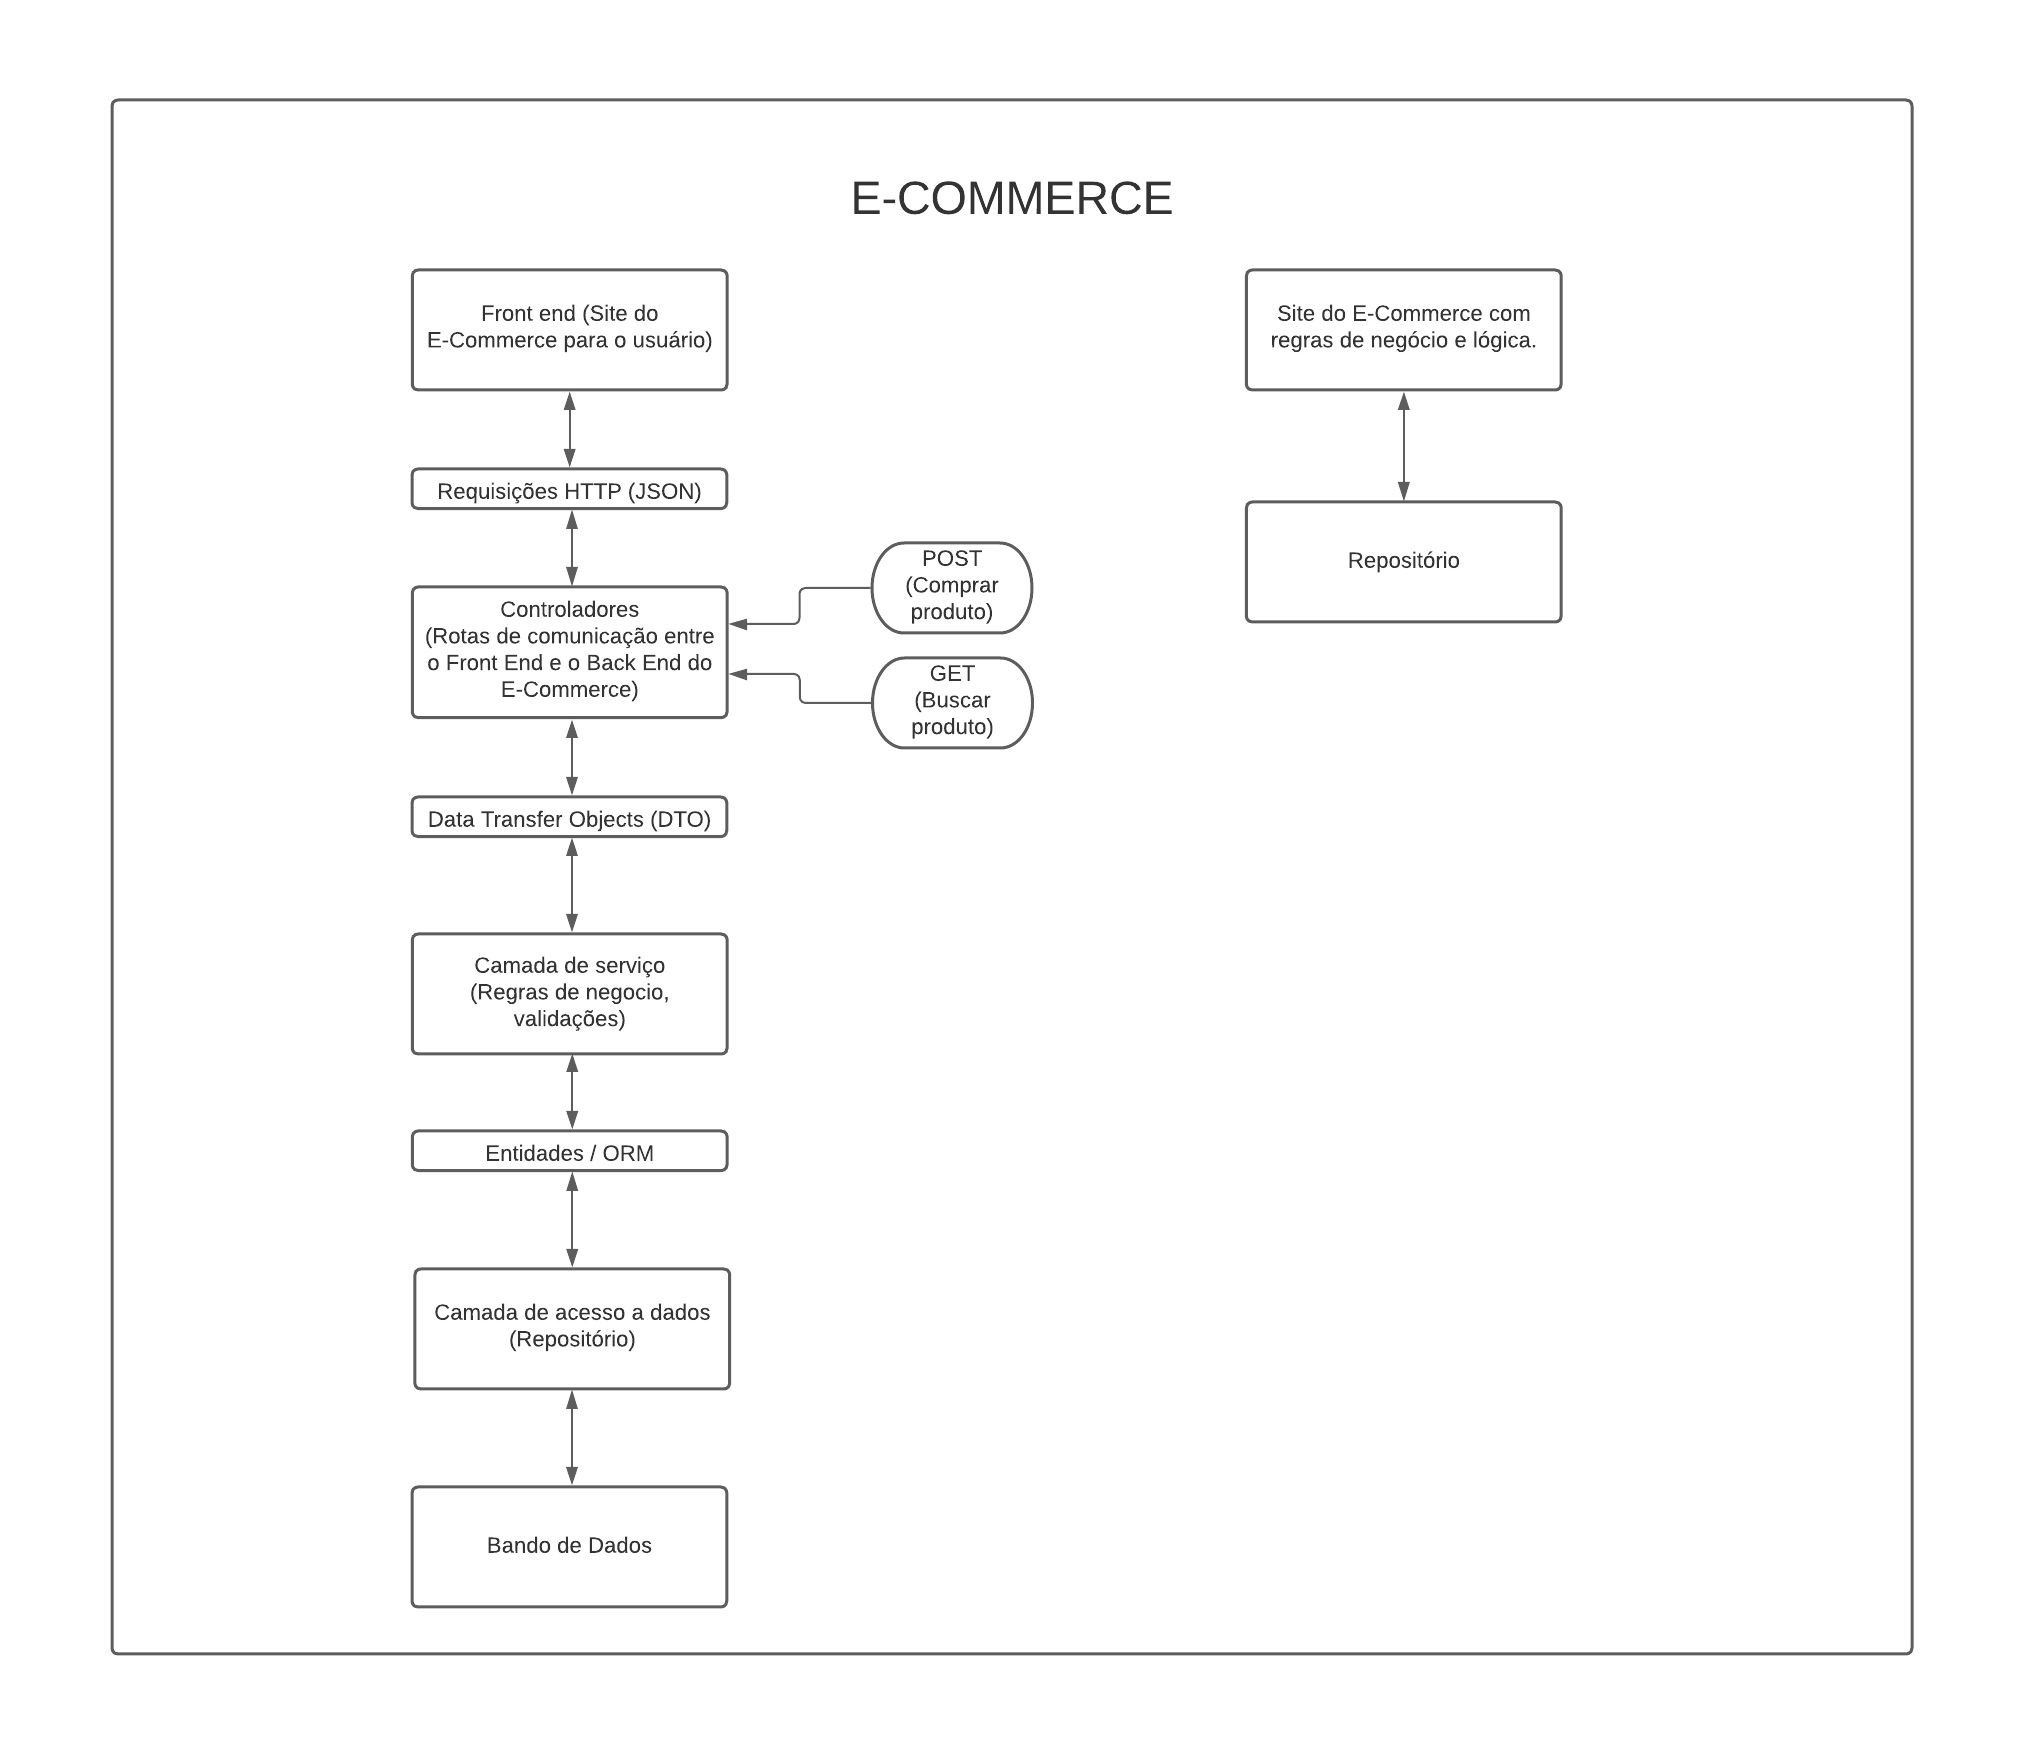 E-COMMERCE
Front end (Site do
E-Commerce para o usuário)
Requisições HTTP (JSON)
Controladores
(Rotas de comunicação entre
o Front End e o Back End do
E-Commerce)
POST
(Comprar
produto)
GET
(Buscar
produto)
Data Transfer Objects (DTO)
Camada de serviço
(Regras de negocio,
validações)
Entidades / ORM
Camada de acesso a dados
(Repositório)
Bando de Dados
Site do E-Commerce com
regras de negócio e lógica.
Repositório